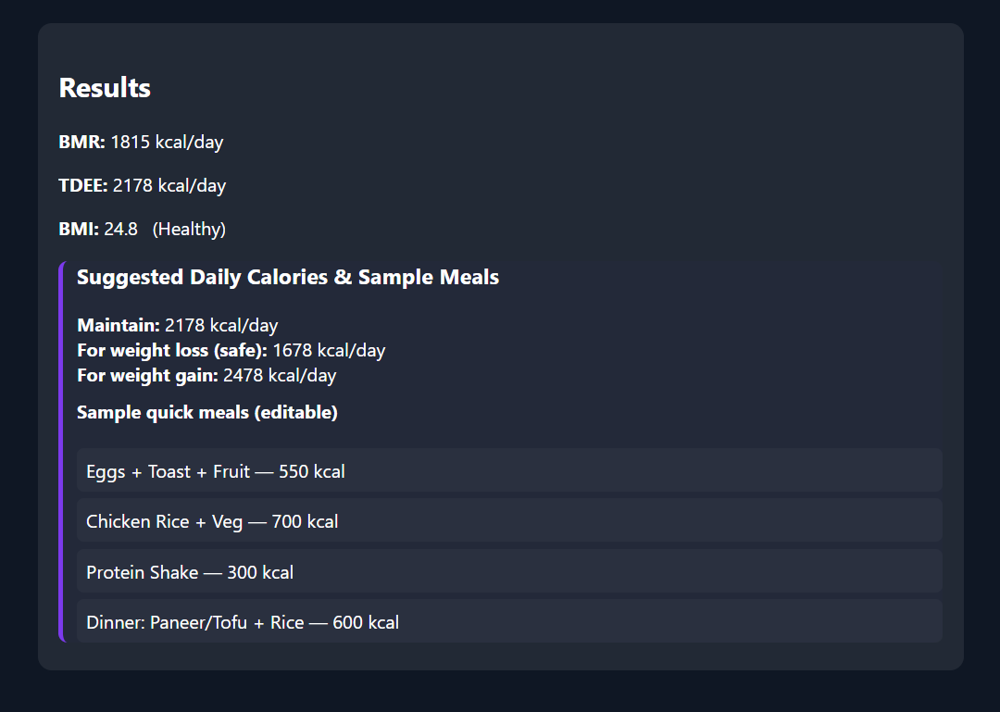 Results
BMR: 1815 kcal/day
TDEE: 2178 kcal/day
BMI: 24.8 (Healthy)
Suggested Daily Calories & Sample Meals
Maintain: 2178 kcal/day
For weight loss (safe): 1678 kcal/day
For weight gain: 2478 kcal/day
Sample quick meals (editable)
Eggs + Toast + Fruit — 550 kcal
Chicken Rice + Veg — 700 kcal
Protein Shake — 300 kcal
Dinner: Paneer/Tofu + Rice — 600 kcal